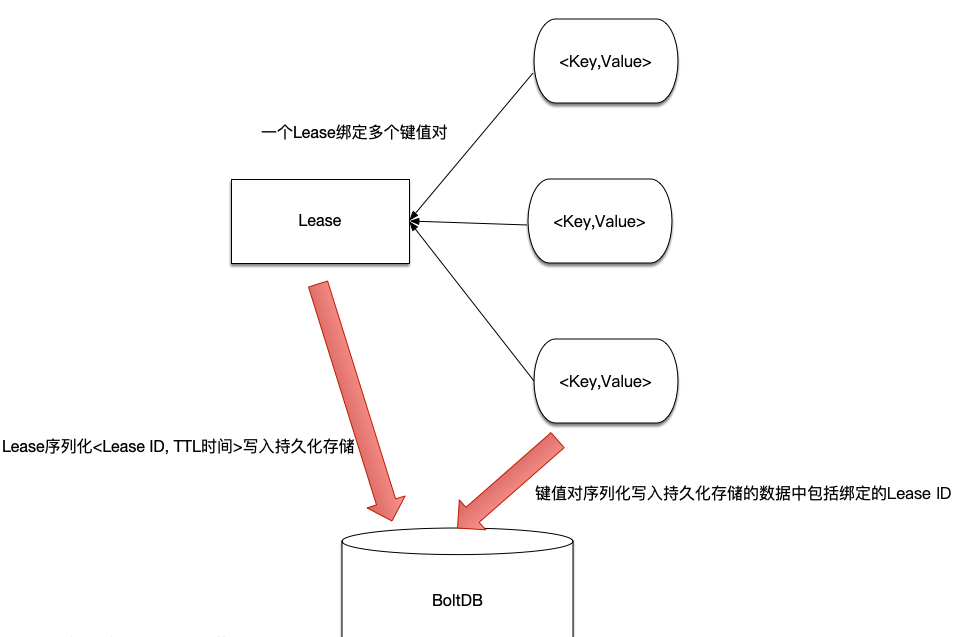 <Key,Value>
一个Lease绑定多个键值对
Lease
<Key,Value>
<Key,Value>
Lease序列化<Lease ID, TTL时间>写入持久化存储
键值对序列化写入持久化存储的数据中包括绑定的Lease ID
BoltDB